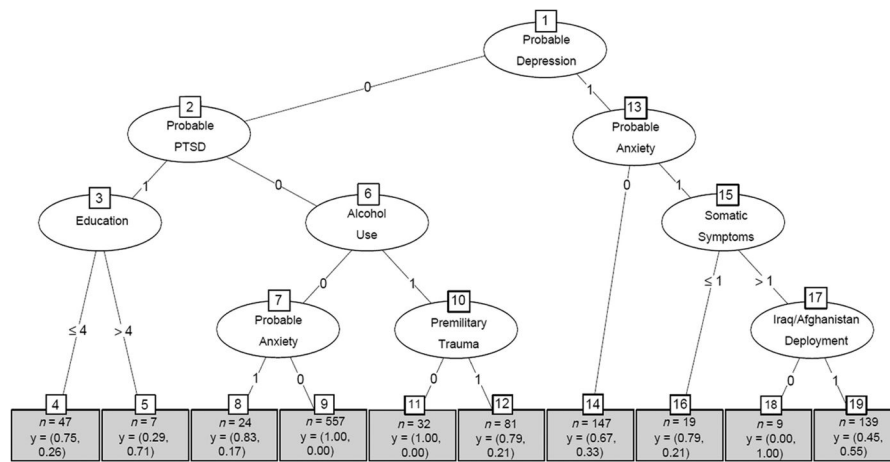 1
Probable
Depression
0
1
2
Probable
PTSD
13
Probable
Anxiety
1
0
0
1
3
Education
6
Alcohol
Use
15
Somatic
Symptoms
≤ 4
> 4
0
1
≤ 1
> 1
7
Probable
Anxiety
10
Premilitary
Trauma
17
Iraq/Afghanistan
Deployment
1
0
0
1
0
1
4
n = 47
y = (0.75,
0.26)
5
n = 7
y = (0.29,
0.71)
8
n = 24
y = (0.83,
0.17)
9
n = 557
y = (1.00,
0.00)
11
n = 32
y = (1.00,
0.00)
12
n = 81
y = (0.79,
0.21)
14
n = 147
y = (0.67,
0.33)
16
n = 19
y = (0.79,
0.21)
18
n = 9
y = (0.00,
1.00)
19
n = 139
y = (0.45,
0.55)